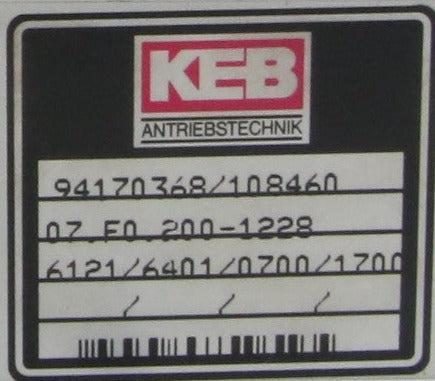 KEB
ANTRIEBSTECHNIK
94170368/108460
07.F0.200-1228
6121/6401/0700/1700
/ / /